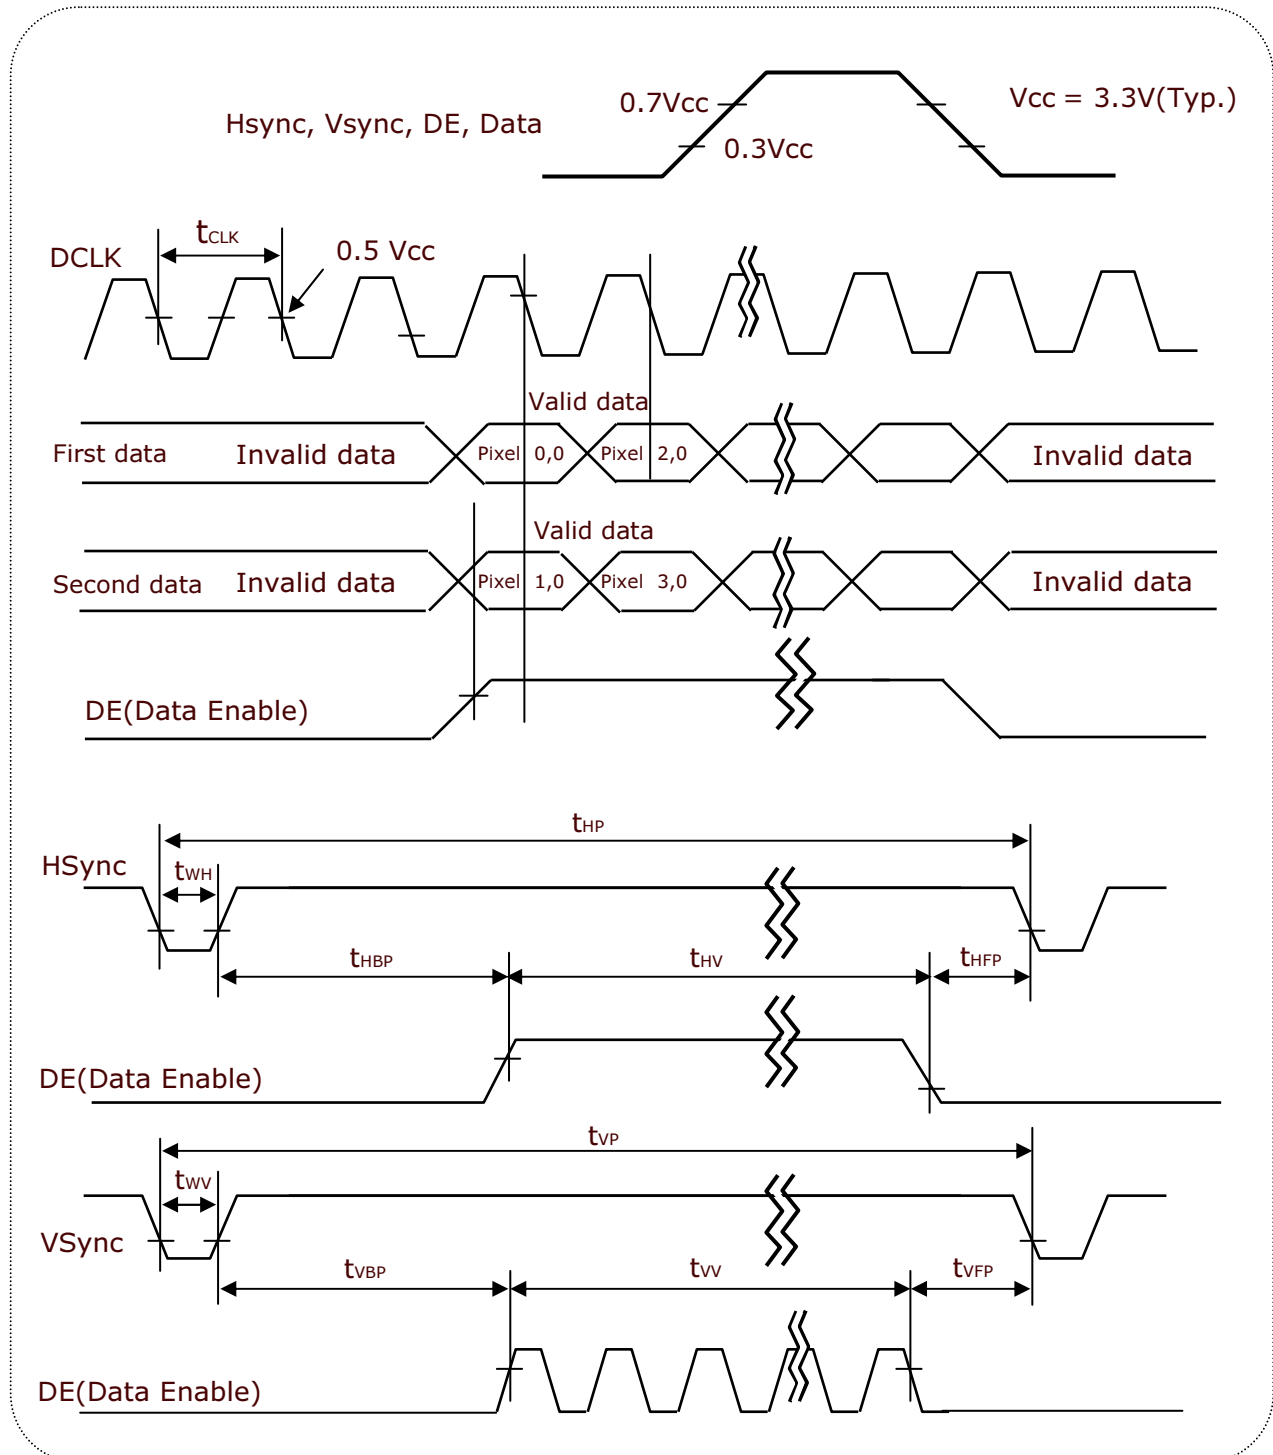 0.7Vcc
Vcc = 3.3V(Typ.)
Hsync, Vsync, DE, Data
0.3Vcc
tCLK
DCLK
0.5 Vcc
Valid data
First data
Invalid data
Pixel 0,0
Pixel 2,0
Invalid data
Valid data
Second data
Invalid data
Pixel 1,0
Pixel 3,0
Invalid data
DE(Data Enable)
tHP
HSync
tWH
tHBP
tHV
tHFP
DE(Data Enable)
tVP
tWV
VSync
tVBP
tVV
tVFP
DE(Data Enable)